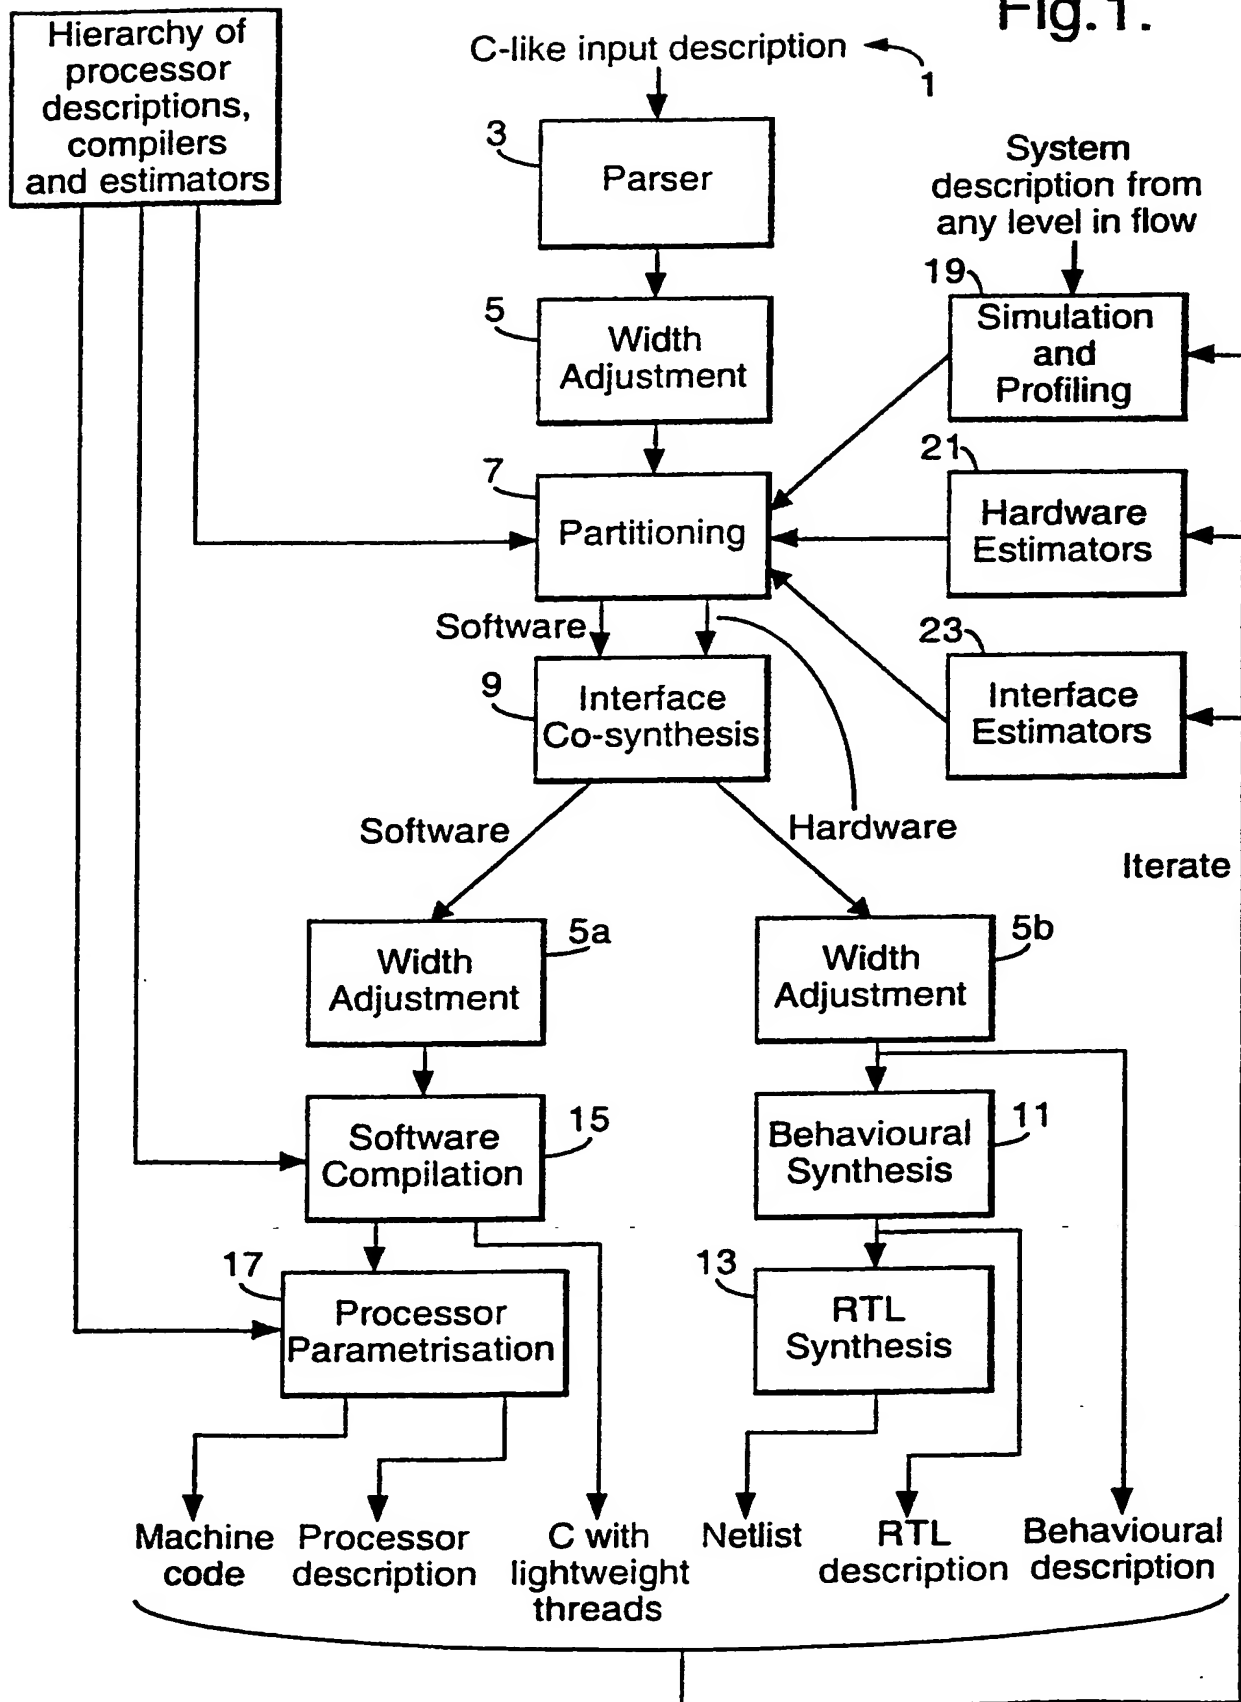 Fig.1.
Hierarchy of
processor
descriptions,
compilers
and estimators
C-like input description
1
3
Parser
System
description from
any level in flow
5
Width
Adjustment
19
Simulation
and
Profiling
7
Partitioning
21
Hardware
Estimators
Software
23
Interface
Estimators
9
Interface
Co-synthesis
Software
Hardware
Iterate
5a
Width
Adjustment
5b
Width
Adjustment
15
Software
Compilation
11
Behavioural
Synthesis
17
Processor
Parametrisation
13
RTL
Synthesis
Machine
code
Processor
description
C with
lightweight
threads
Netlist
RTL
description
Behavioural
description